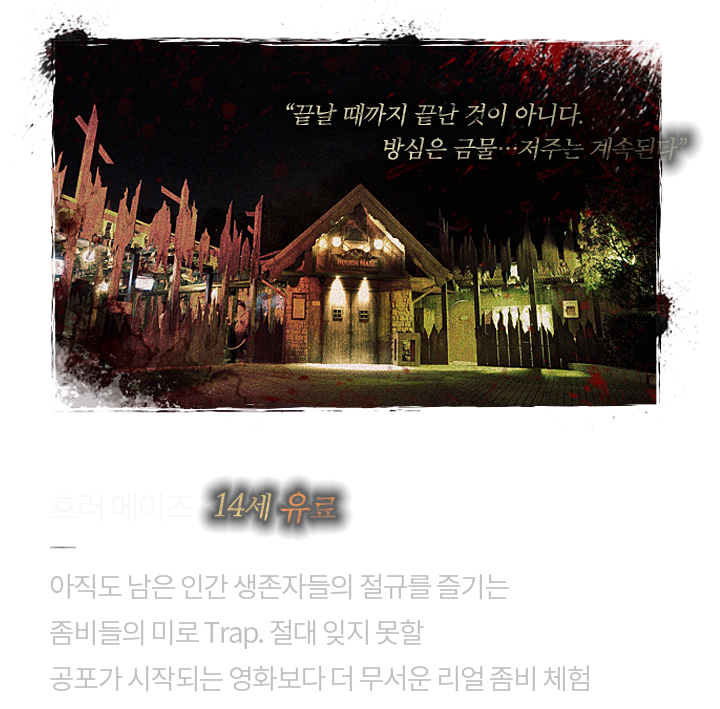 “끝날 때까지 끝난 것이 아니다.
방심은 금물…저주는 계속된다”
HORROR MAZE
호러 메이즈 14세 유료
아직도 남은 인간 생존자들의 절규를 즐기는
좀비들의 미로 Trap. 절대 잊지 못할
공포가 시작되는 영화보다 더 무서운 리얼 좀비 체험